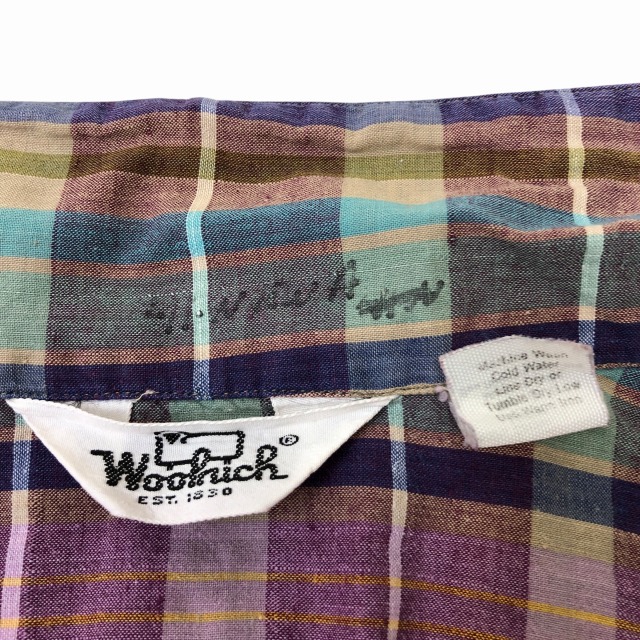 Machine Wash
Cold Water
Line Dry or
Tumble Dry Low
Use Warm Iron
Woolrich®
EST. 1830